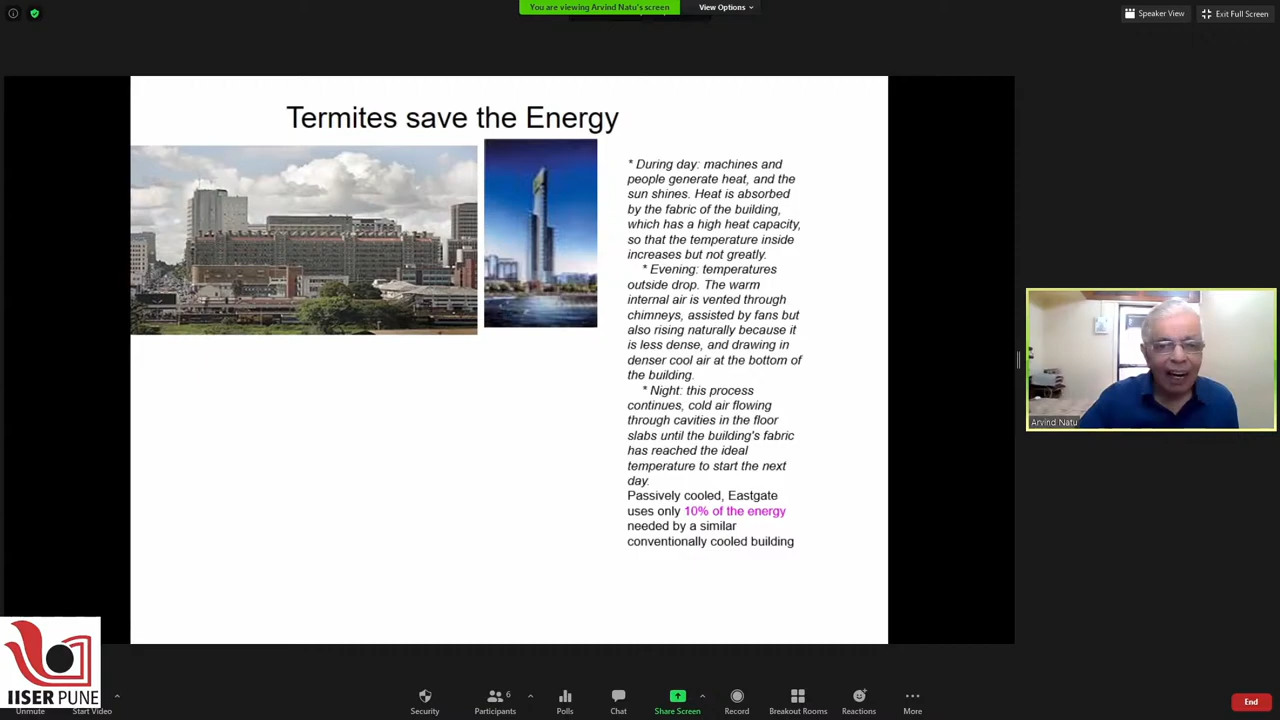 You are viewing Arvind Natu's screen
View Options
Speaker View
Exit Full Screen
Termites save the Energy
* During day: machines and
people generate heat, and the
sun shines. Heat is absorbed
by the fabric of the building,
which has a high heat capacity,
so that the temperature inside
increases but not greatly.
* Evening: temperatures
outside drop. The warm
internal air is vented through
chimneys, assisted by fans but
also rising naturally because it
is less dense, and drawing in
denser cool air at the bottom of
the building.
* Night: this process
continues, cold air flowing
through cavities in the floor
slabs until the building's fabric
has reached the ideal
temperature to start the next
day.
Passively cooled, Eastgate
uses only 10% of the energy
needed by a similar
conventionally cooled building
Arvind Natu
IISER PUNE
Unmute
Start Video
Security
Participants
6
Polls
Chat
Share Screen
Record
Breakout Rooms
Reactions
More
End